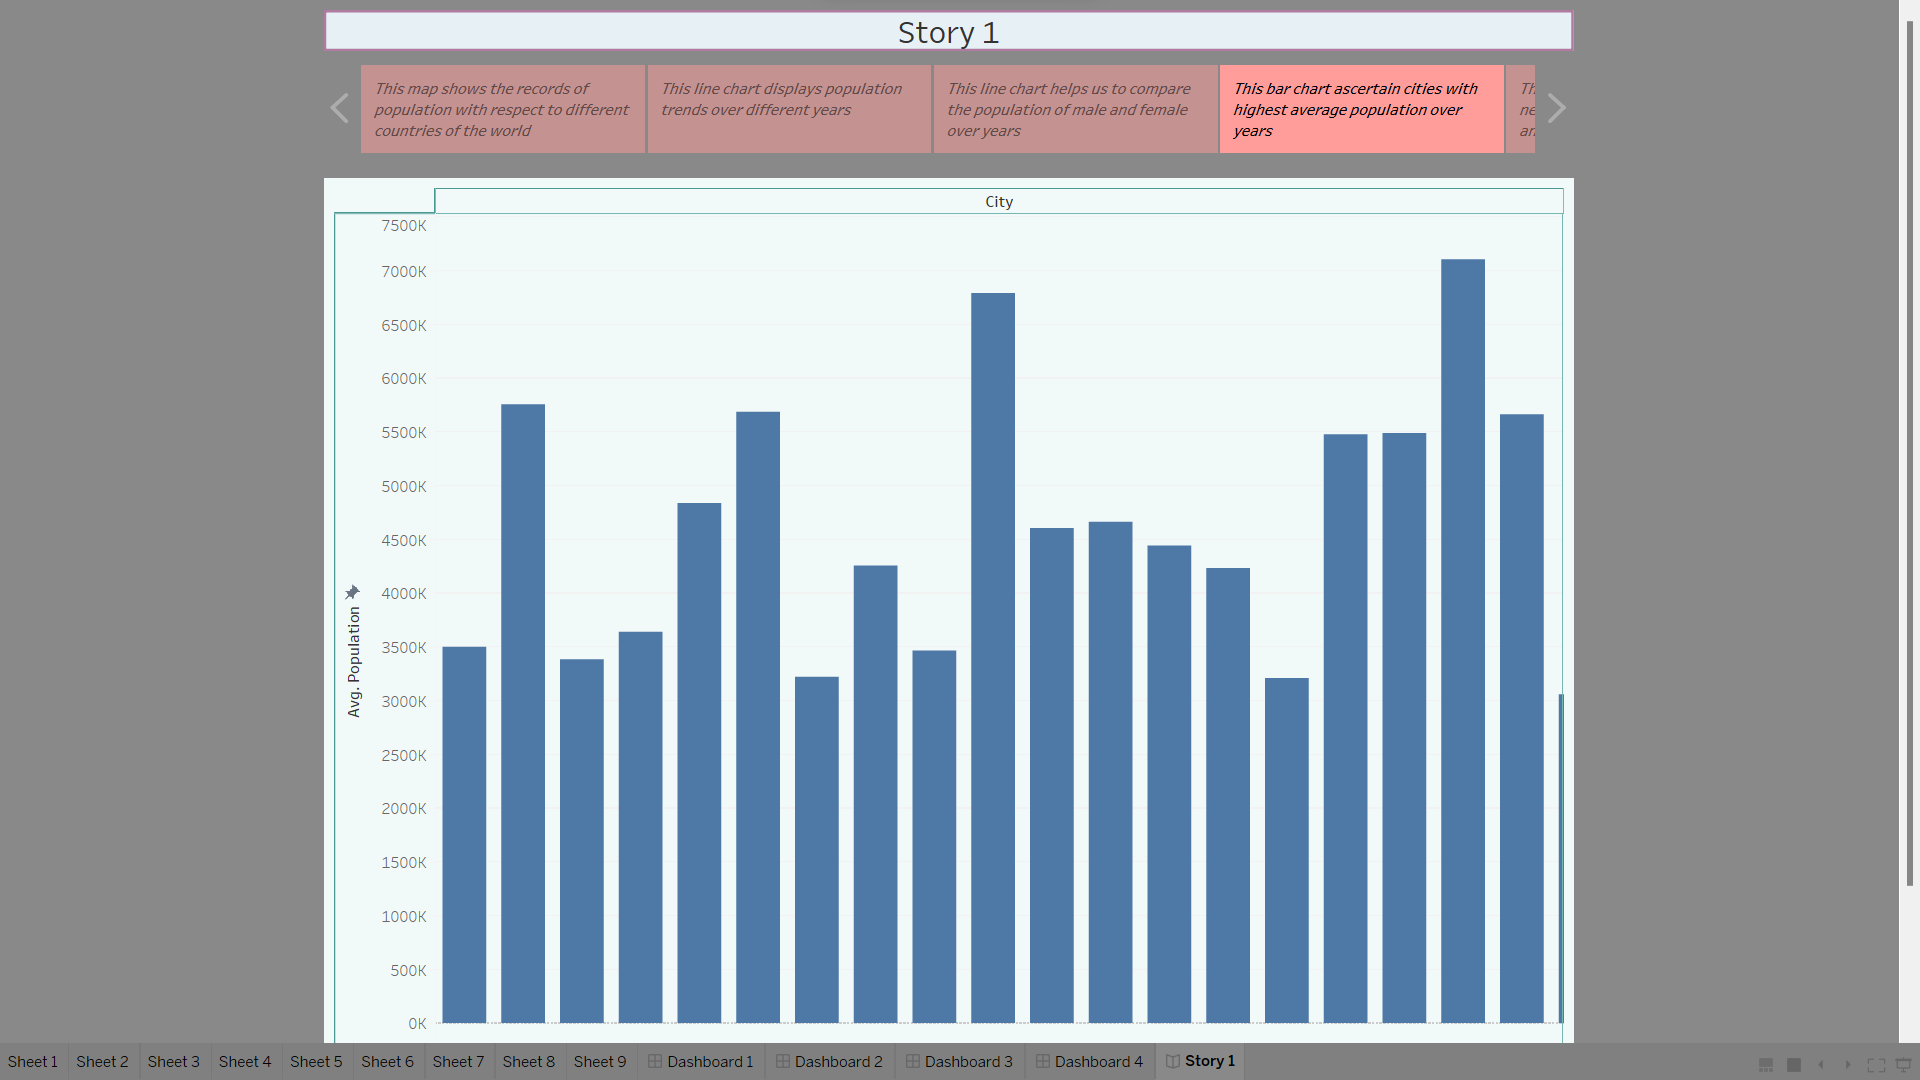 Story 1
This map shows the records of
population with respect to different
countries of the world
This line chart displays population
trends over different years
This line chart helps us to compare
the population of male and female
over years
This bar chart ascertain cities with
highest average population over
years
City
7500K
7000K
6500K
6000K
5500K
5000K
4500K
4000K
3500K
3000K
2500K
2000K
1500K
1000K
500K
0K
Avg. Population
Sheet 1 Sheet 2 Sheet 3 Sheet 4 Sheet 5 Sheet 6 Sheet 7 Sheet 8 Sheet 9 Dashboard 1 Dashboard 2 Dashboard 3 Dashboard 4 Story 1